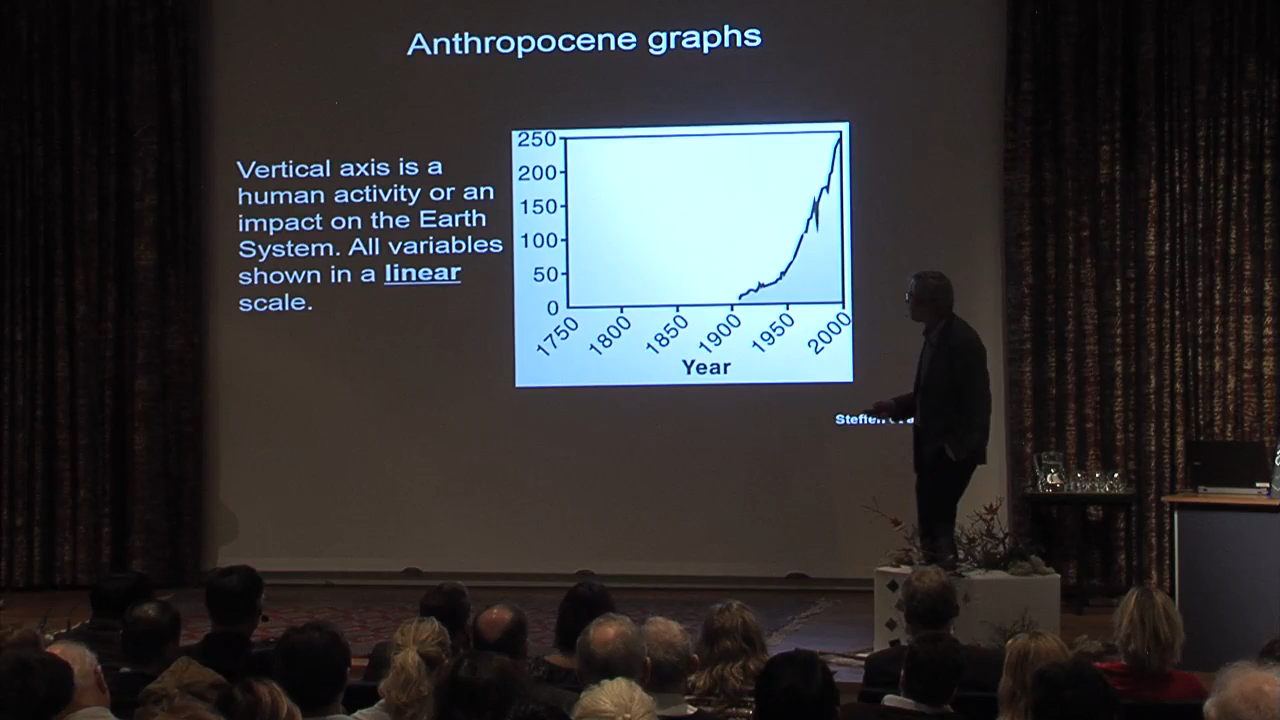 Anthropocene graphs
Vertical axis is a
human activity or an
impact on the Earth
System. All variables
shown in a linear
scale.
250
200
150
100
50
0
1750
1800
1850
1900
1950
2000
Year